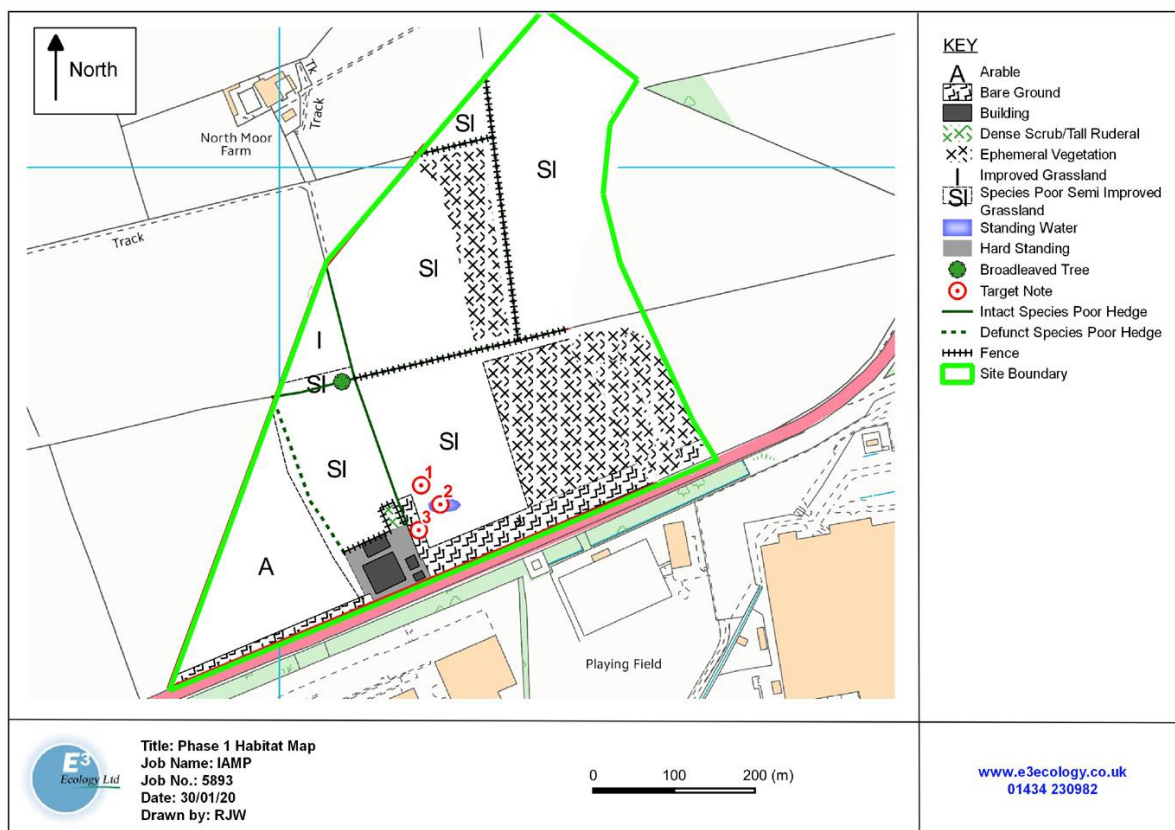 North
Tk
Track
North Moor
Farm
Track
SI
SI
SI
I
SI
SI
SI
A
1
2
3
Playing Field
KEY
A Arable
Bare Ground
Building
Dense Scrub/Tall Ruderal
Ephemeral Vegetation
I Improved Grassland
SI Species Poor Semi Improved
Grassland
Standing Water
Hard Standing
Broadleaved Tree
Target Note
Intact Species Poor Hedge
Defunct Species Poor Hedge
Fence
Site Boundary
E3
Ecology Ltd
Title: Phase 1 Habitat Map
Job Name: IAMP
Job No.: 5893
Date: 30/01/20
Drawn by: RJW
0 100 200 (m)
www.e3ecology.co.uk
01434 230982